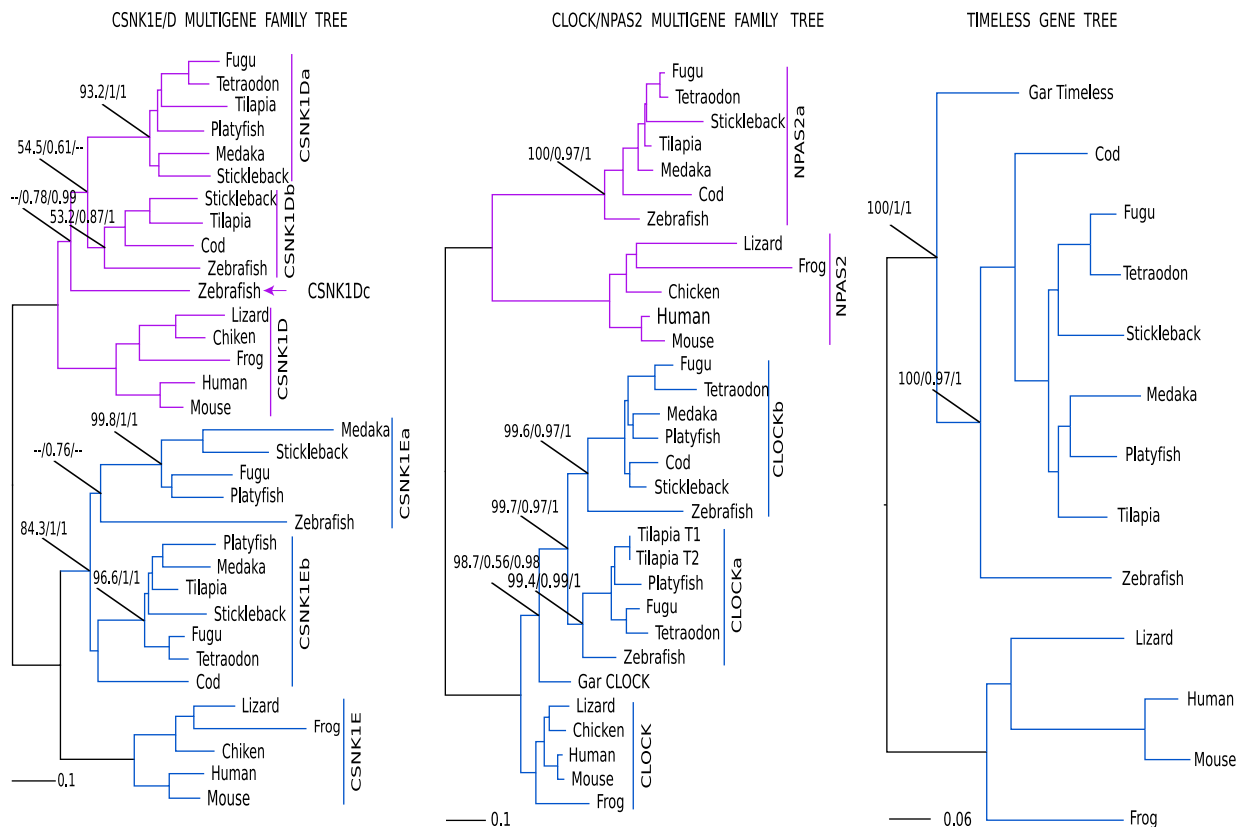 CSNK1E/D MULTIGENE FAMILY TREE
Fugu
Tetraodon
Tilapia
Platyfish
Medaka
Stickleback
CSNK1Da
93.2/1/1
54.5/0.61/--
--/0.78/0.99
53.2/0.87/1
Stickleback
Tilapia
Cod
Zebrafish
CSNK1Db
Zebrafish
CSNK1Dc
Lizard
Chiken
Frog
Human
Mouse
CSNK1D
99.8/1/1
--/0.76/--
Medaka
Stickleback
Fugu
Platyfish
Zebrafish
CSNK1Ea
84.3/1/1
96.6/1/1
Platyfish
Medaka
Tilapia
Stickleback
Fugu
Tetraodon
Cod
CSNK1Eb
Lizard
Frog
Chiken
Human
Mouse
CSNK1E
0.1
CLOCK/NPAS2 MULTIGENE FAMILY TREE
Fugu
Tetraodon
Stickleback
Tilapia
Medaka
Cod
Zebrafish
NPAS2a
100/0.97/1
Lizard
Frog
Chicken
Human
Mouse
NPAS2
Fugu
Tetraodon
Medaka
Platyfish
Cod
Stickleback
Zebrafish
CLOCKb
99.6/0.97/1
99.7/0.97/1
98.7/0.56/0.98
99.4/0.99/1
Tilapia T1
Tilapia T2
Platyfish
Fugu
Tetraodon
Zebrafish
CLOCKa
Gar CLOCK
Lizard
Chicken
Human
Mouse
Frog
CLOCK
0.1
TIMELESS GENE TREE
Gar Timeless
Cod
Fugu
Tetraodon
Stickleback
Medaka
Platyfish
Tilapia
Zebrafish
100/1/1
100/0.97/1
Lizard
Human
Mouse
Frog
0.06